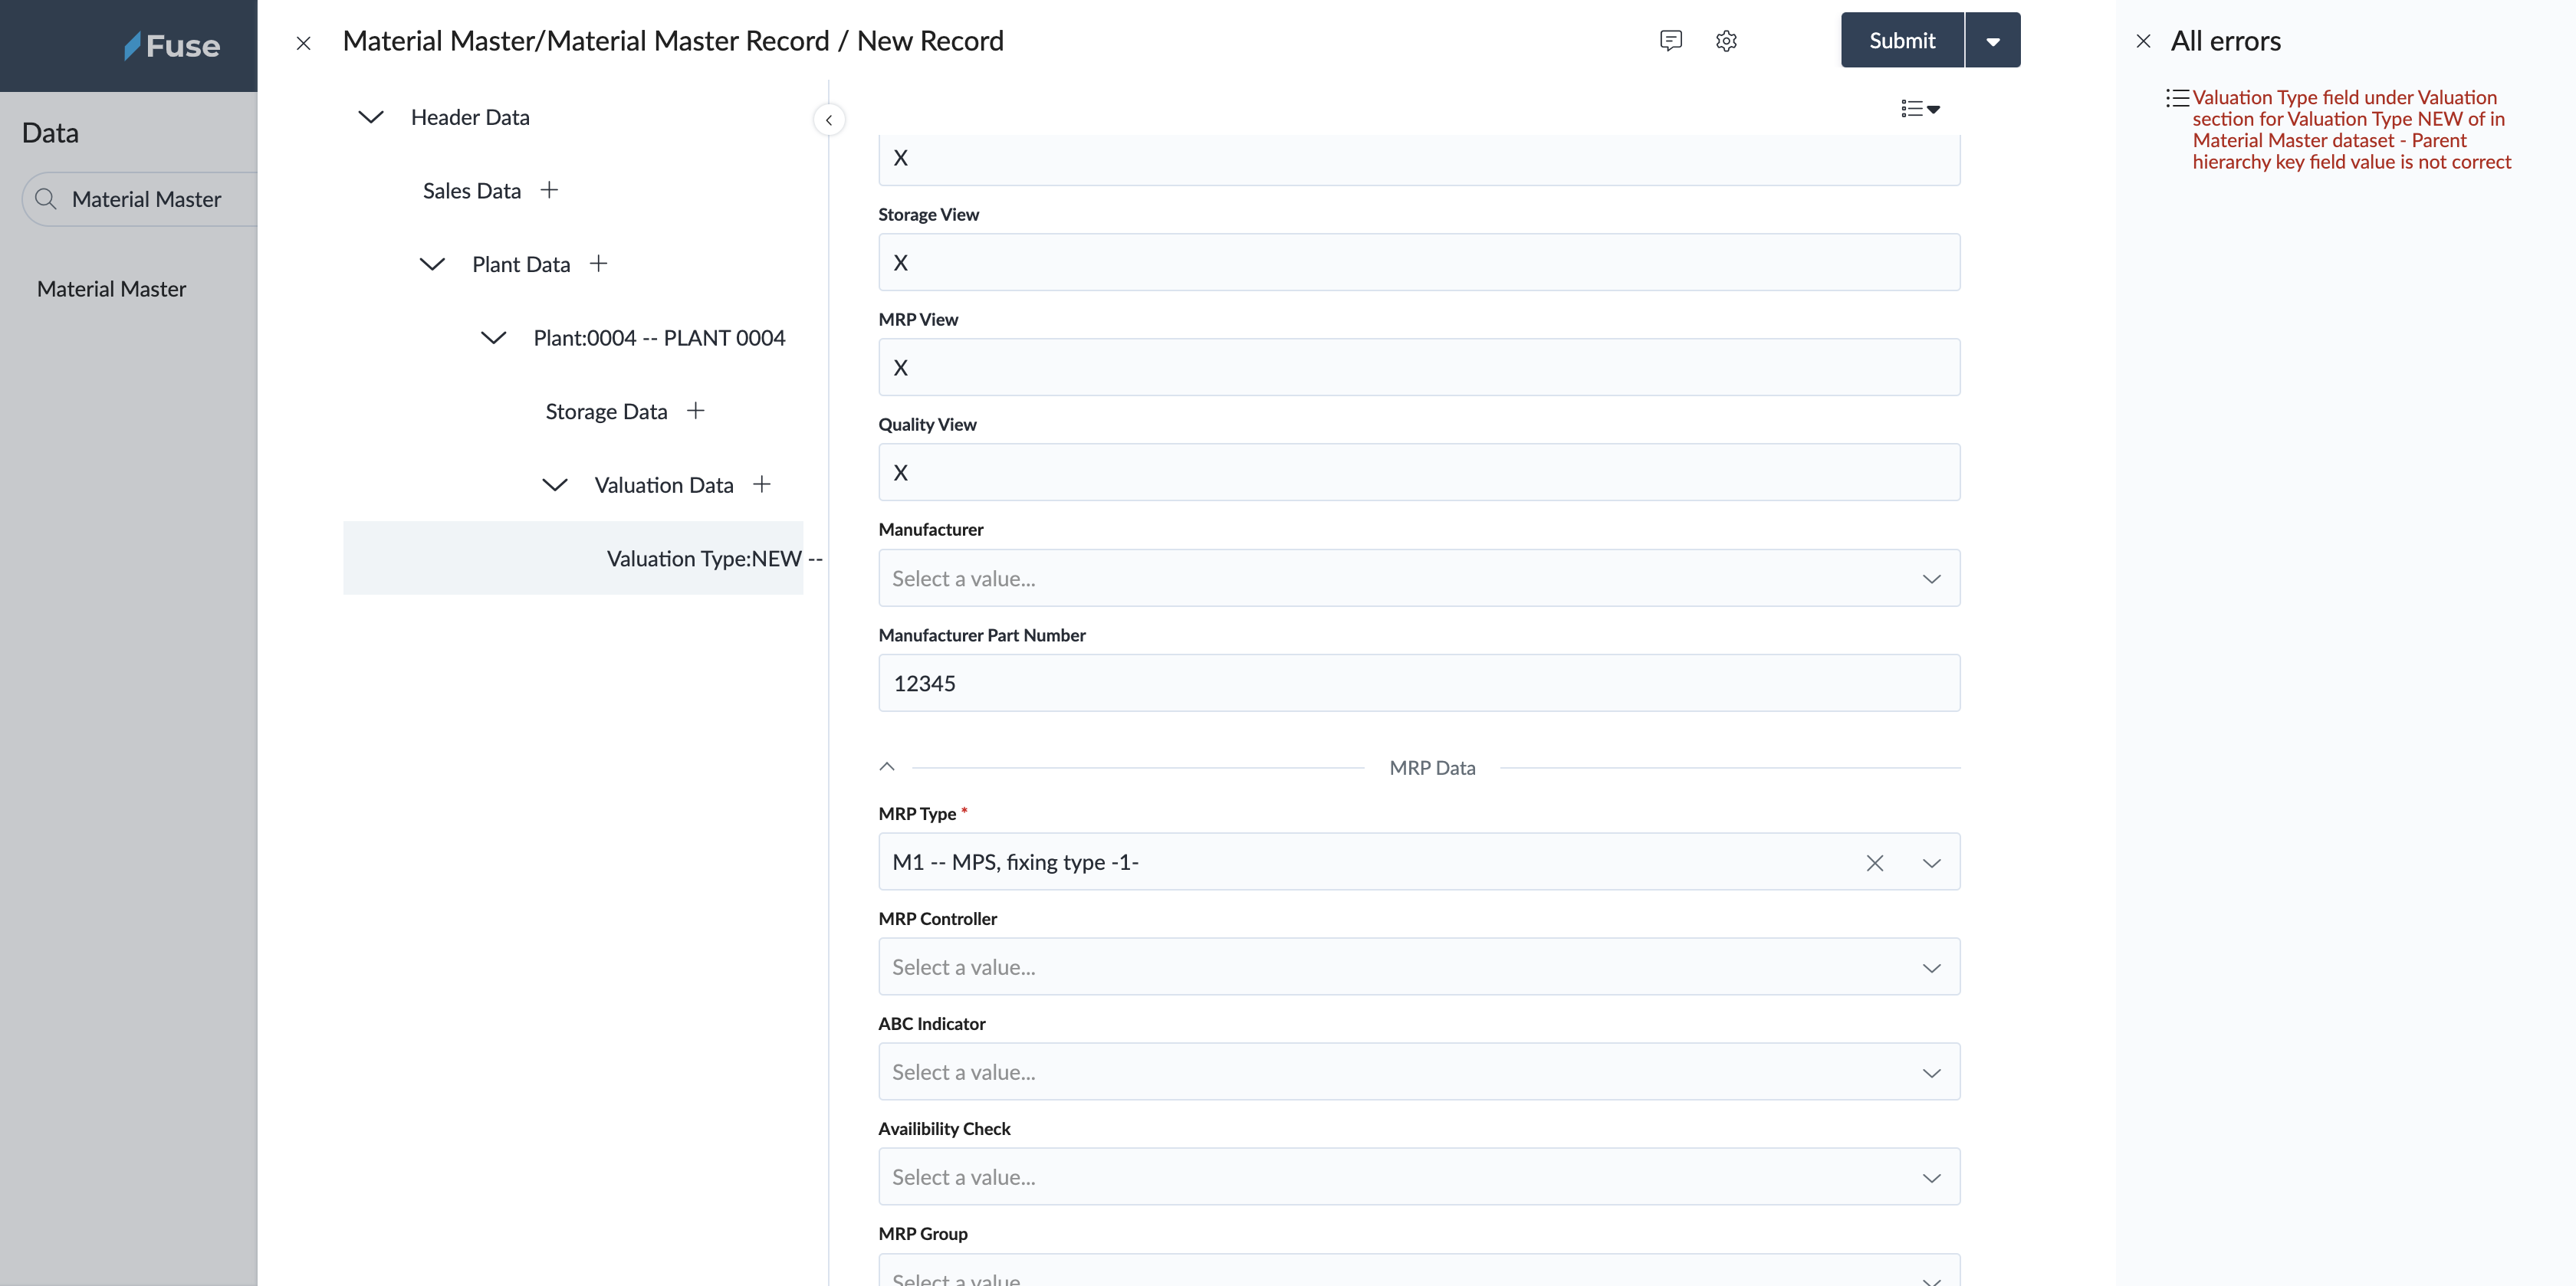 Fuse
Data
Material Master
Material Master
Material Master/Material Master Record / New Record
Submit
Header Data
Sales Data
Plant Data
Plant:0004 -- PLANT 0004
Storage Data
Valuation Data
Valuation Type:NEW --
X
Storage View
X
MRP View
X
Quality View
X
Manufacturer
Select a value...
Manufacturer Part Number
12345
MRP Data
MRP Type *
M1 -- MPS, fixing type -1-
MRP Controller
Select a value...
ABC Indicator
Select a value...
Availibility Check
Select a value...
MRP Group
Select a value
All errors
Valuation Type field under Valuation
section for Valuation Type NEW of in
Material Master dataset - Parent
hierarchy key field value is not correct